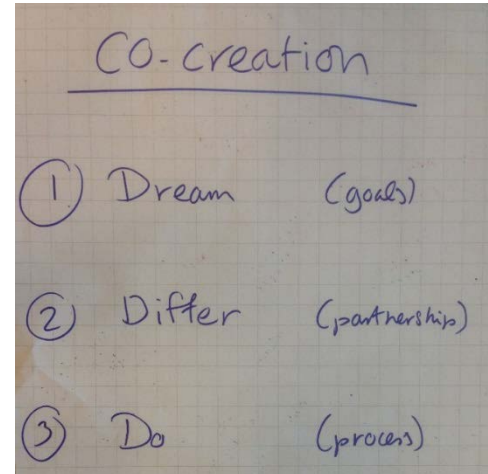 CO-creation
1 Dream (goals)
2 Differ (partnership)
3 Do (process)